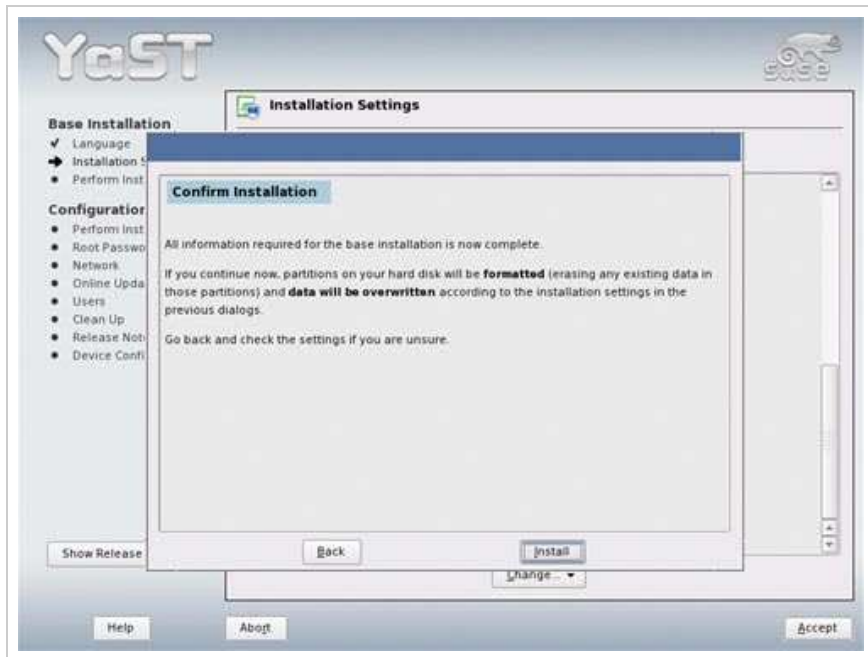 YaST
SUSE
Installation Settings
Base Installation
Language
Installation S
Perform Inst
Configuration
Perform Inst
Root Passwo
Network
Online Upda
Users
Clean Up
Release Not
Device Confi
Confirm Installation
All information required for the base installation is now complete.
If you continue now, partitions on your hard disk will be formatted (erasing any existing data in
those partitions) and data will be overwritten according to the installation settings in the
previous dialogs.
Go back and check the settings if you are unsure.
Back
Install
Show Release
Change...
Help
Abort
Accept